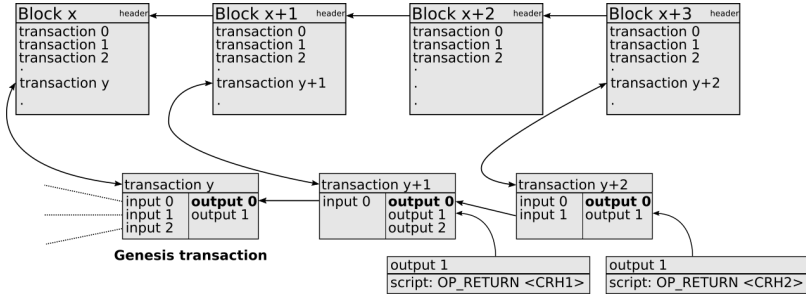 Block x header
transaction 0
transaction 1
transaction 2
.
transaction y
.
Block x+1 header
transaction 0
transaction 1
transaction 2
.
transaction y+1
.
Block x+2 header
transaction 0
transaction 1
transaction 2
.
.
.
Block x+3 header
transaction 0
transaction 1
transaction 2
.
transaction y+2
.
transaction y
input 0 output 0
input 1 output 1
input 2
Genesis transaction
transaction y+1
input 0 output 0
output 1
output 2
transaction y+2
input 0 output 0
input 1 output 1
output 1
script: OP_RETURN <CRH1>
output 1
script: OP_RETURN <CRH2>